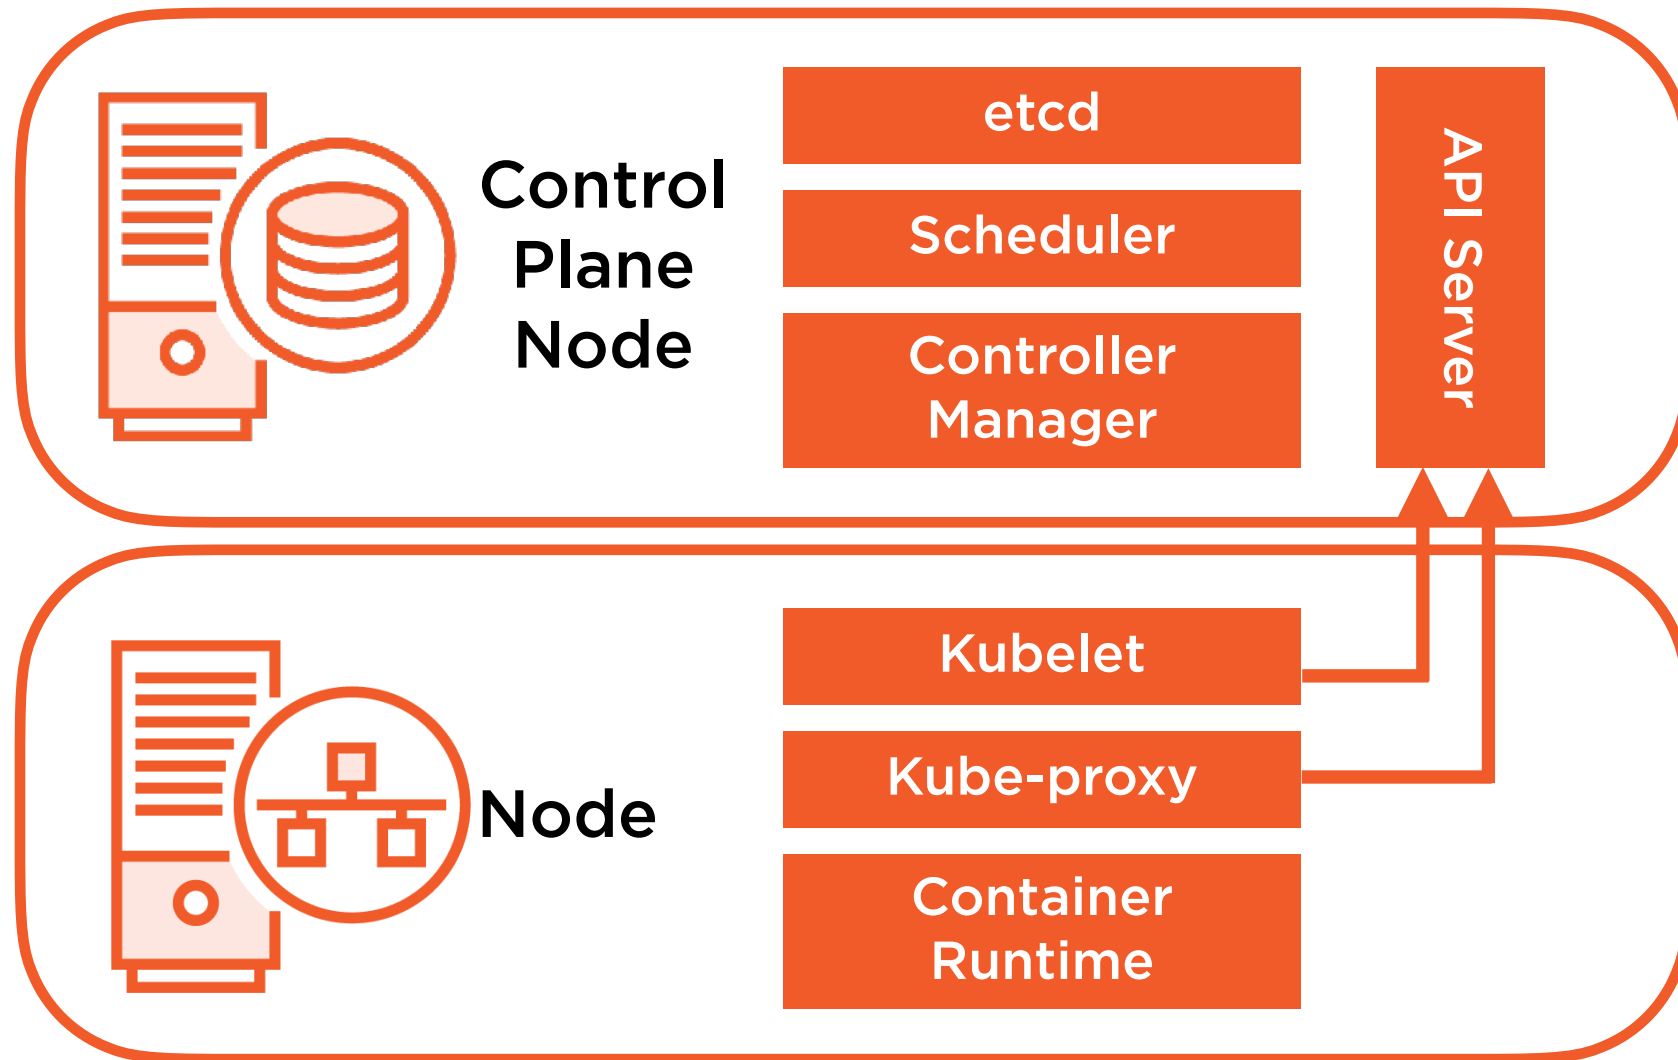 Control
Plane
Node
etcd
Scheduler
Controller
Manager
API Server
Node
Kubelet
Kube-proxy
Container
Runtime